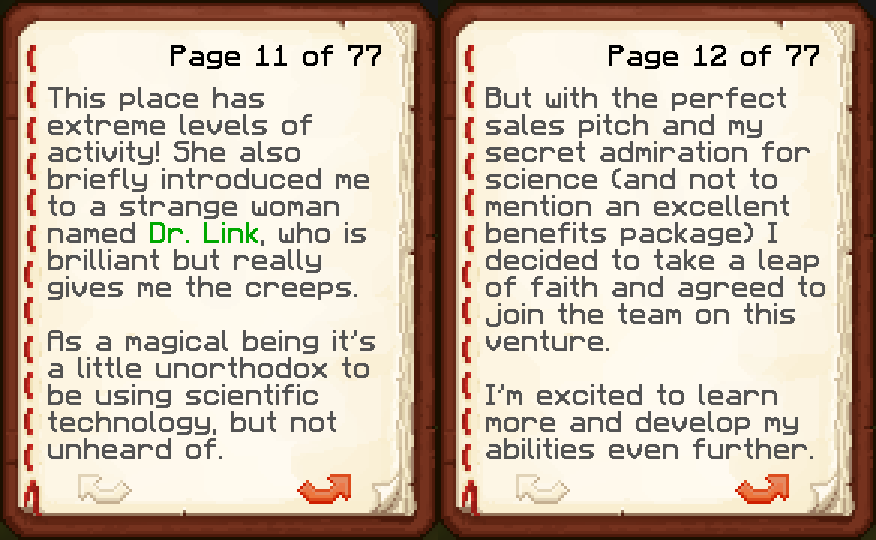 Page 11 of 77
This place has
extreme levels of
activity! She also
briefly introduced me
to a strange woman
named Dr. Link, who is
brilliant but really
gives me the creeps.
As a magical being it's
a little unorthodox to
be using scientific
technology, but not
unheard of.
Page 12 of 77
But with the perfect
sales pitch and my
secret admiration for
science (and not to
mention an excellent
benefits package) I
decided to take a leap
of faith and agreed to
join the team on this
venture.
I'm excited to learn
more and develop my
abilities even further.